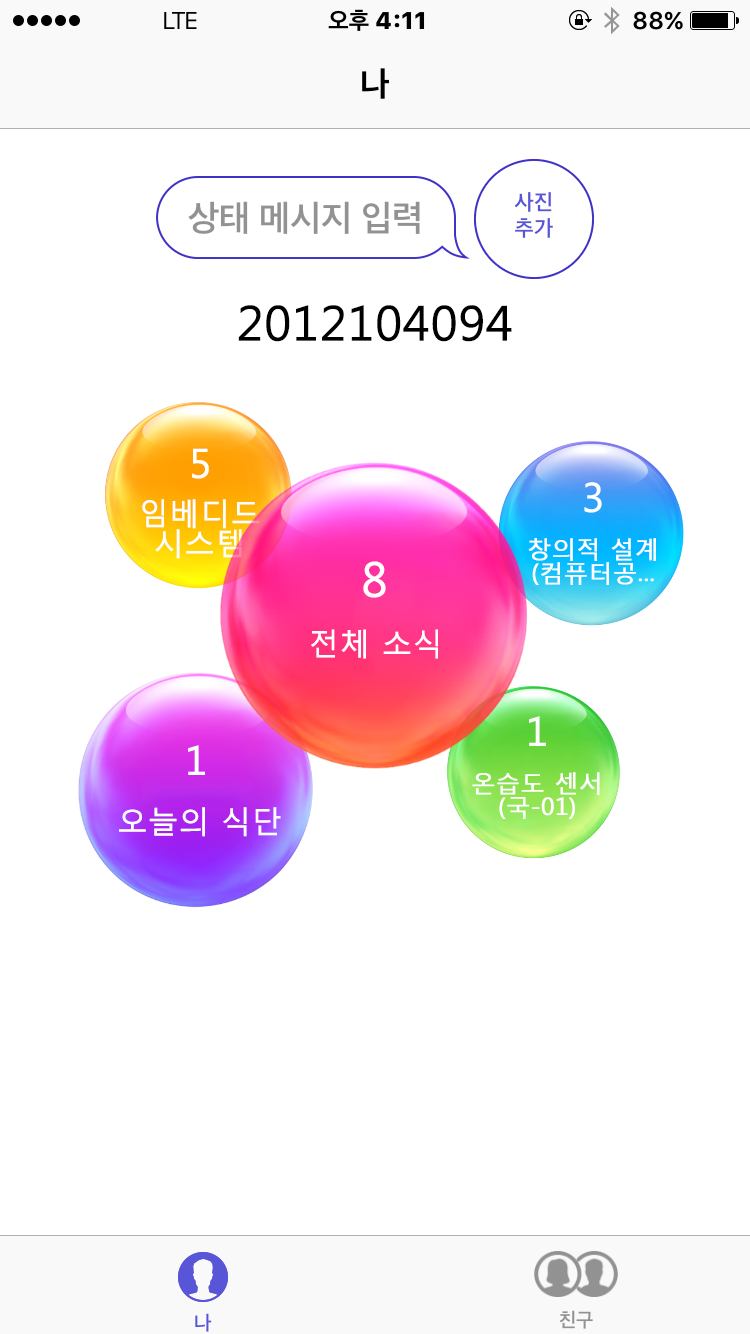 LTE 오후 4:11 88%
나
상태 메시지 입력
사진
추가
2012104094
5
임베디드
시스템
3
창의적 설계
(컴퓨터공...
8
전체 소식
1
오늘의 식단
1
온습도 센서
(국-01)
나 친구